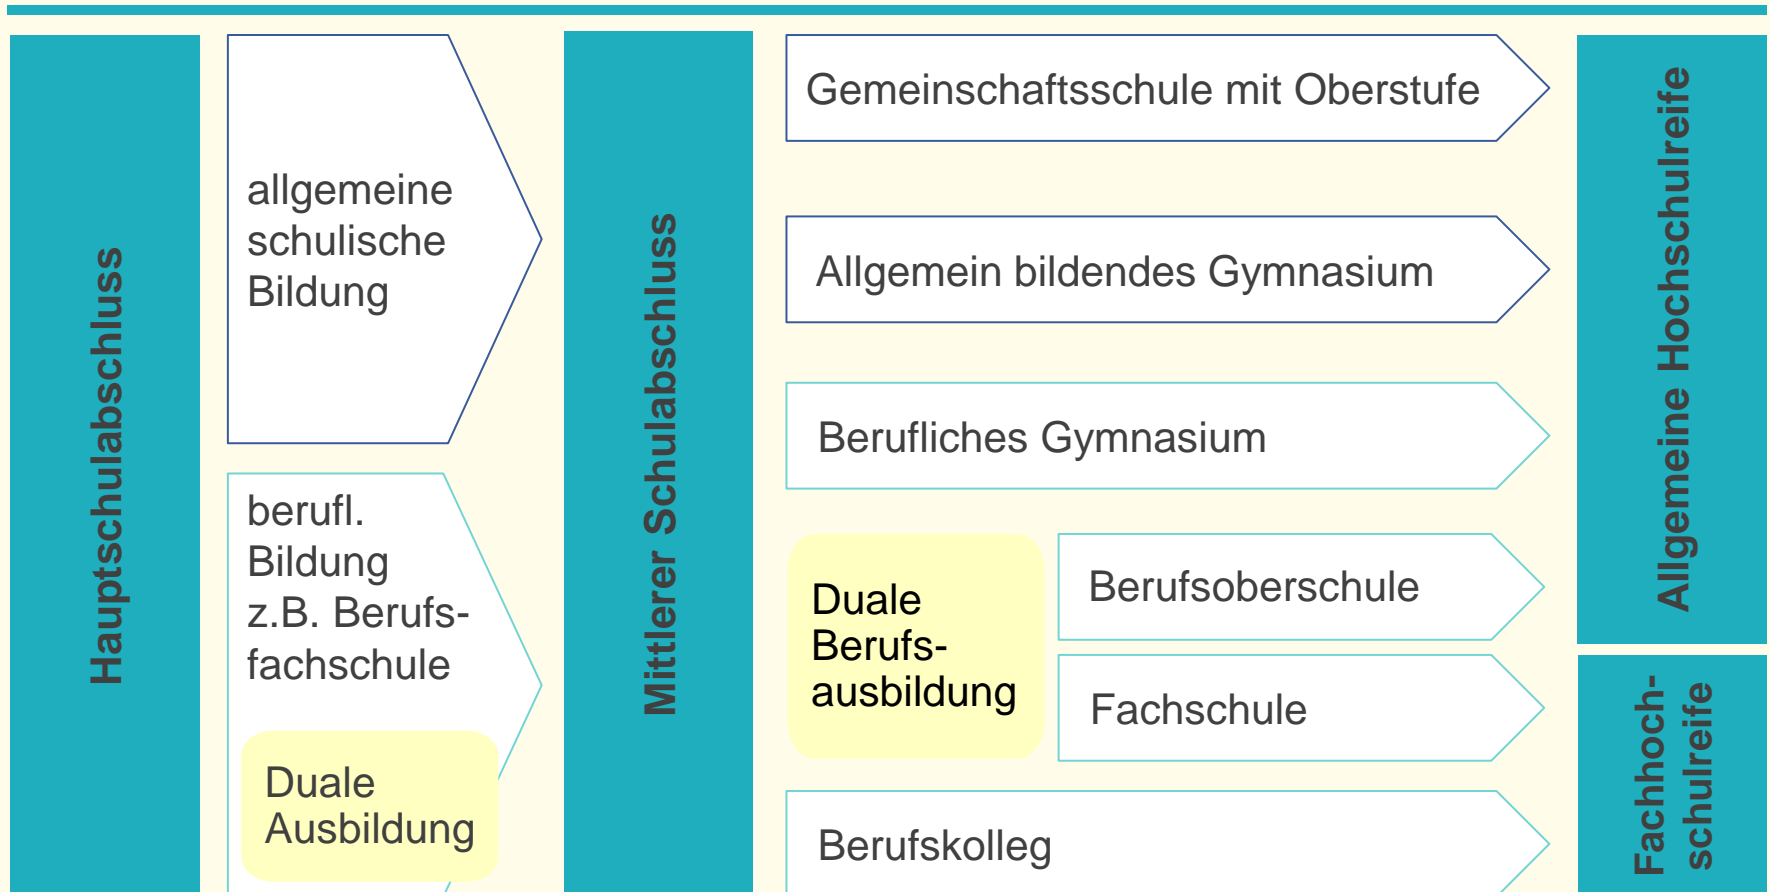 Hauptschulabschluss
allgemeine
schulische
Bildung
berufl.
Bildung
z.B. Berufs-
fachschule
Duale
Ausbildung
Mittlerer Schulabschluss
Gemeinschaftsschule mit Oberstufe
Allgemein bildendes Gymnasium
Berufliches Gymnasium
Duale
Berufs-
ausbildung
Berufsoberschule
Fachschule
Berufskolleg
Allgemeine Hochschulreife
Fachhoch-
schulreife